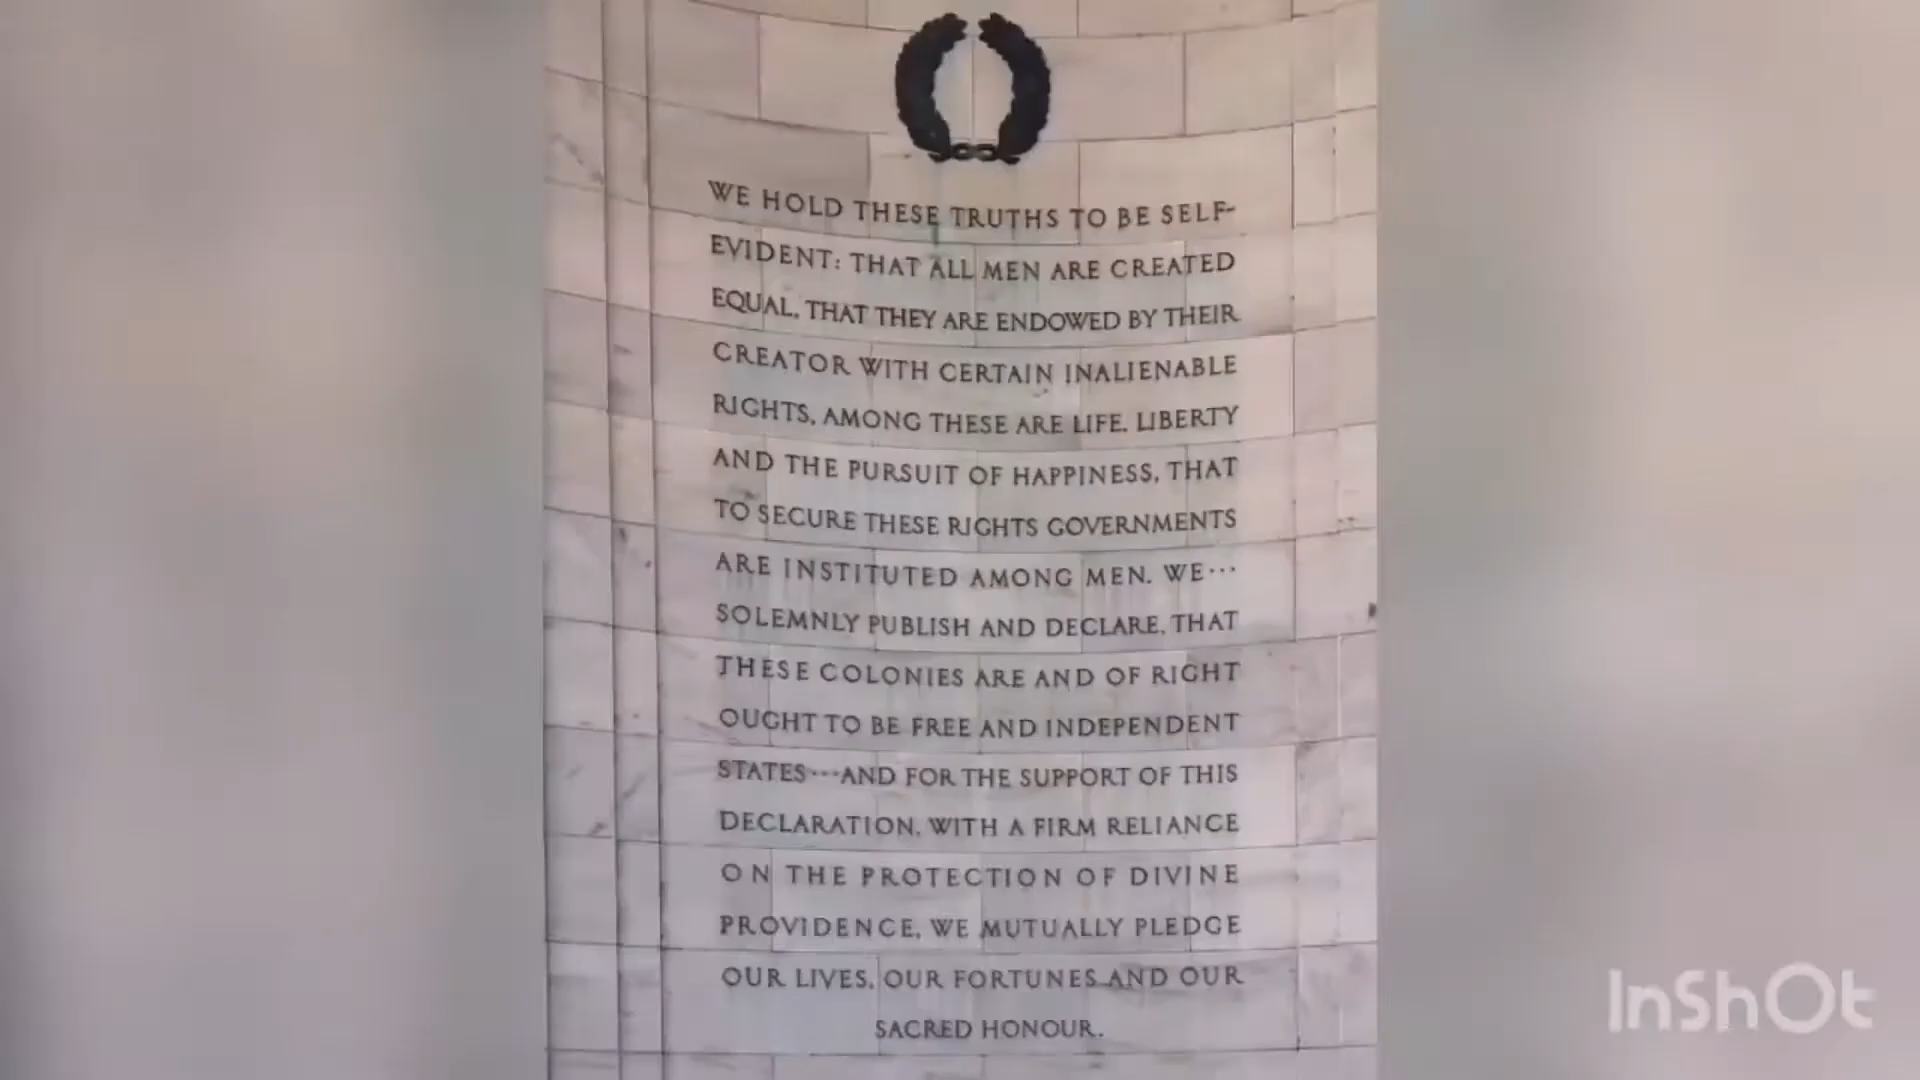 WE HOLD THESE TRUTHS TO BE SELF-
EVIDENT: THAT ALL MEN ARE CREATED
EQUAL, THAT THEY ARE ENDOWED BY THEIR
CREATOR WITH CERTAIN INALIENABLE
RIGHTS, AMONG THESE ARE LIFE, LIBERTY
AND THE PURSUIT OF HAPPINESS, THAT
TO SECURE THESE RIGHTS GOVERNMENTS
ARE INSTITUTED AMONG MEN. WE···
SOLEMNLY PUBLISH AND DECLARE, THAT
THESE COLONIES ARE AND OF RIGHT
OUGHT TO BE FREE AND INDEPENDENT
STATES···AND FOR THE SUPPORT OF THIS
DECLARATION, WITH A FIRM RELIANCE
ON THE PROTECTION OF DIVINE
PROVIDENCE, WE MUTUALLY PLEDGE
OUR LIVES, OUR FORTUNES AND OUR
SACRED HONOUR.
InShOt